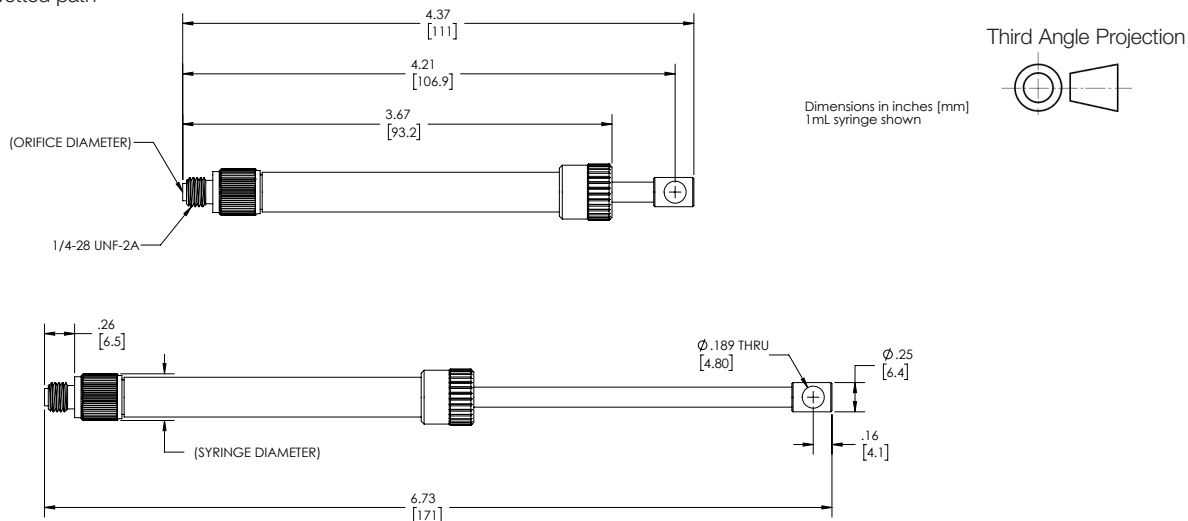 4.37
[111]
Third Angle Projection
4.21
[106.9]
Dimensions in inches [mm]
1mL syringe shown
3.67
[93.2]
(ORIFICE DIAMETER)
1/4-28 UNF-2A
.26
[6.5]
Ø.189 THRU
[4.80]
Ø.25
[6.4]
(SYRINGE DIAMETER)
.16
[4.1]
6.73
[171]